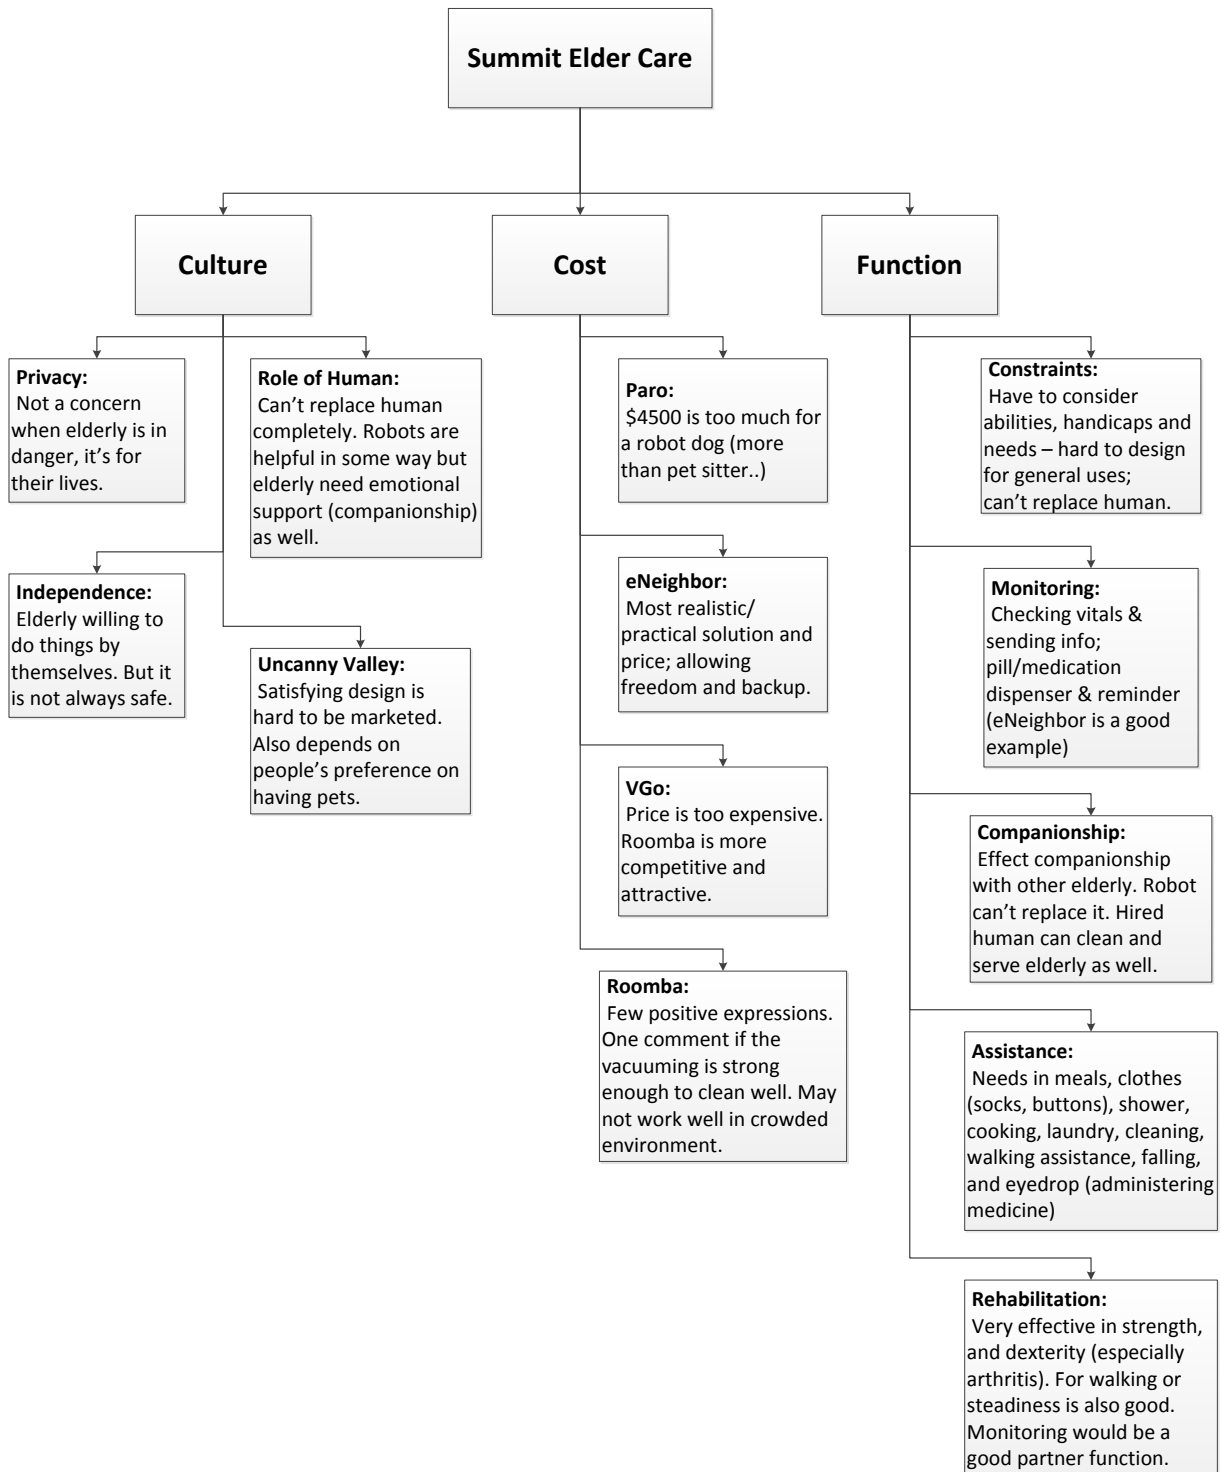 Summit Elder Care
Culture
Cost
Function
Privacy:
Not a concern
when elderly is in
danger, it's for
their lives.
Role of Human:
Can't replace human
completely. Robots are
helpful in some way but
elderly need emotional
support (companionship)
as well.
Independence:
Elderly willing to
do things by
themselves. But it
is not always safe.
Uncanny Valley:
Satisfying design is
hard to be marketed.
Also depends on
people's preference on
having pets.
Paro:
$4500 is too much for
a robot dog (more
than pet sitter..)
eNeighbor:
Most realistic/
practical solution and
price; allowing
freedom and backup.
VGo:
Price is too expensive.
Roomba is more
competitive and
attractive.
Roomba:
Few positive expressions.
One comment if the
vacuuming is strong
enough to clean well. May
not work well in crowded
environment.
Constraints:
Have to consider
abilities, handicaps and
needs – hard to design
for general uses;
can't replace human.
Monitoring:
Checking vitals &
sending info;
pill/medication
dispenser & reminder
(eNeighbor is a good
example)
Companionship:
Effect companionship
with other elderly. Robot
can't replace it. Hired
human can clean and
serve elderly as well.
Assistance:
Needs in meals, clothes
(socks, buttons), shower,
cooking, laundry, cleaning,
walking assistance, falling,
and eyedrop (administering
medicine)
Rehabilitation:
Very effective in strength,
and dexterity (especially
arthritis). For walking or
steadiness is also good.
Monitoring would be a
good partner function.